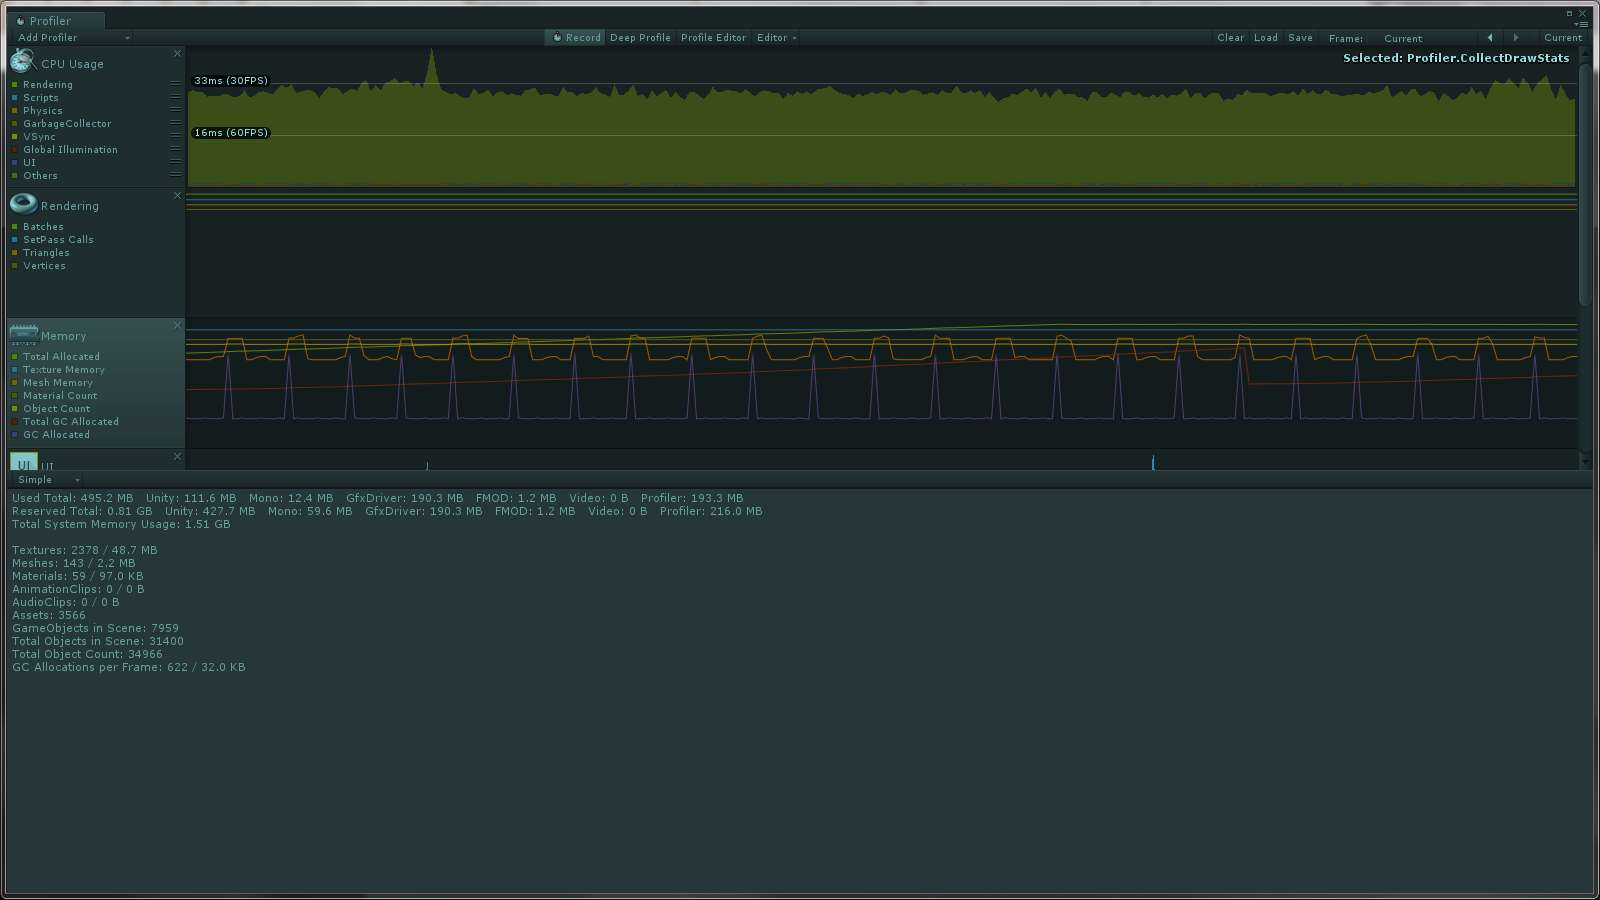 Profiler
Add Profiler
Record Deep Profile Profile Editor Editor Clear Load Save Frame: Current Current
CPU Usage
Rendering
Scripts
Physics
GarbageCollector
VSync
Global Illumination
UI
Others
33ms (30FPS)
16ms (60FPS)
Selected: Profiler.CollectDrawStats
Rendering
Batches
SetPass Calls
Triangles
Vertices
Memory
Total Allocated
Texture Memory
Mesh Memory
Material Count
Object Count
Total GC Allocated
GC Allocated
UI UI
Simple
Used Total: 495.2 MB Unity: 111.6 MB Mono: 12.4 MB GfxDriver: 190.3 MB FMOD: 1.2 MB Video: 0 B Profiler: 193.3 MB
Reserved Total: 0.81 GB Unity: 427.7 MB Mono: 59.6 MB GfxDriver: 190.3 MB FMOD: 1.2 MB Video: 0 B Profiler: 216.0 MB
Total System Memory Usage: 1.51 GB
Textures: 2378 / 48.7 MB
Meshes: 143 / 2.2 MB
Materials: 59 / 97.0 KB
AnimationClips: 0 / 0 B
AudioClips: 0 / 0 B
Assets: 3566
GameObjects in Scene: 7959
Total Objects in Scene: 31400
Total Object Count: 34966
GC Allocations per Frame: 622 / 32.0 KB